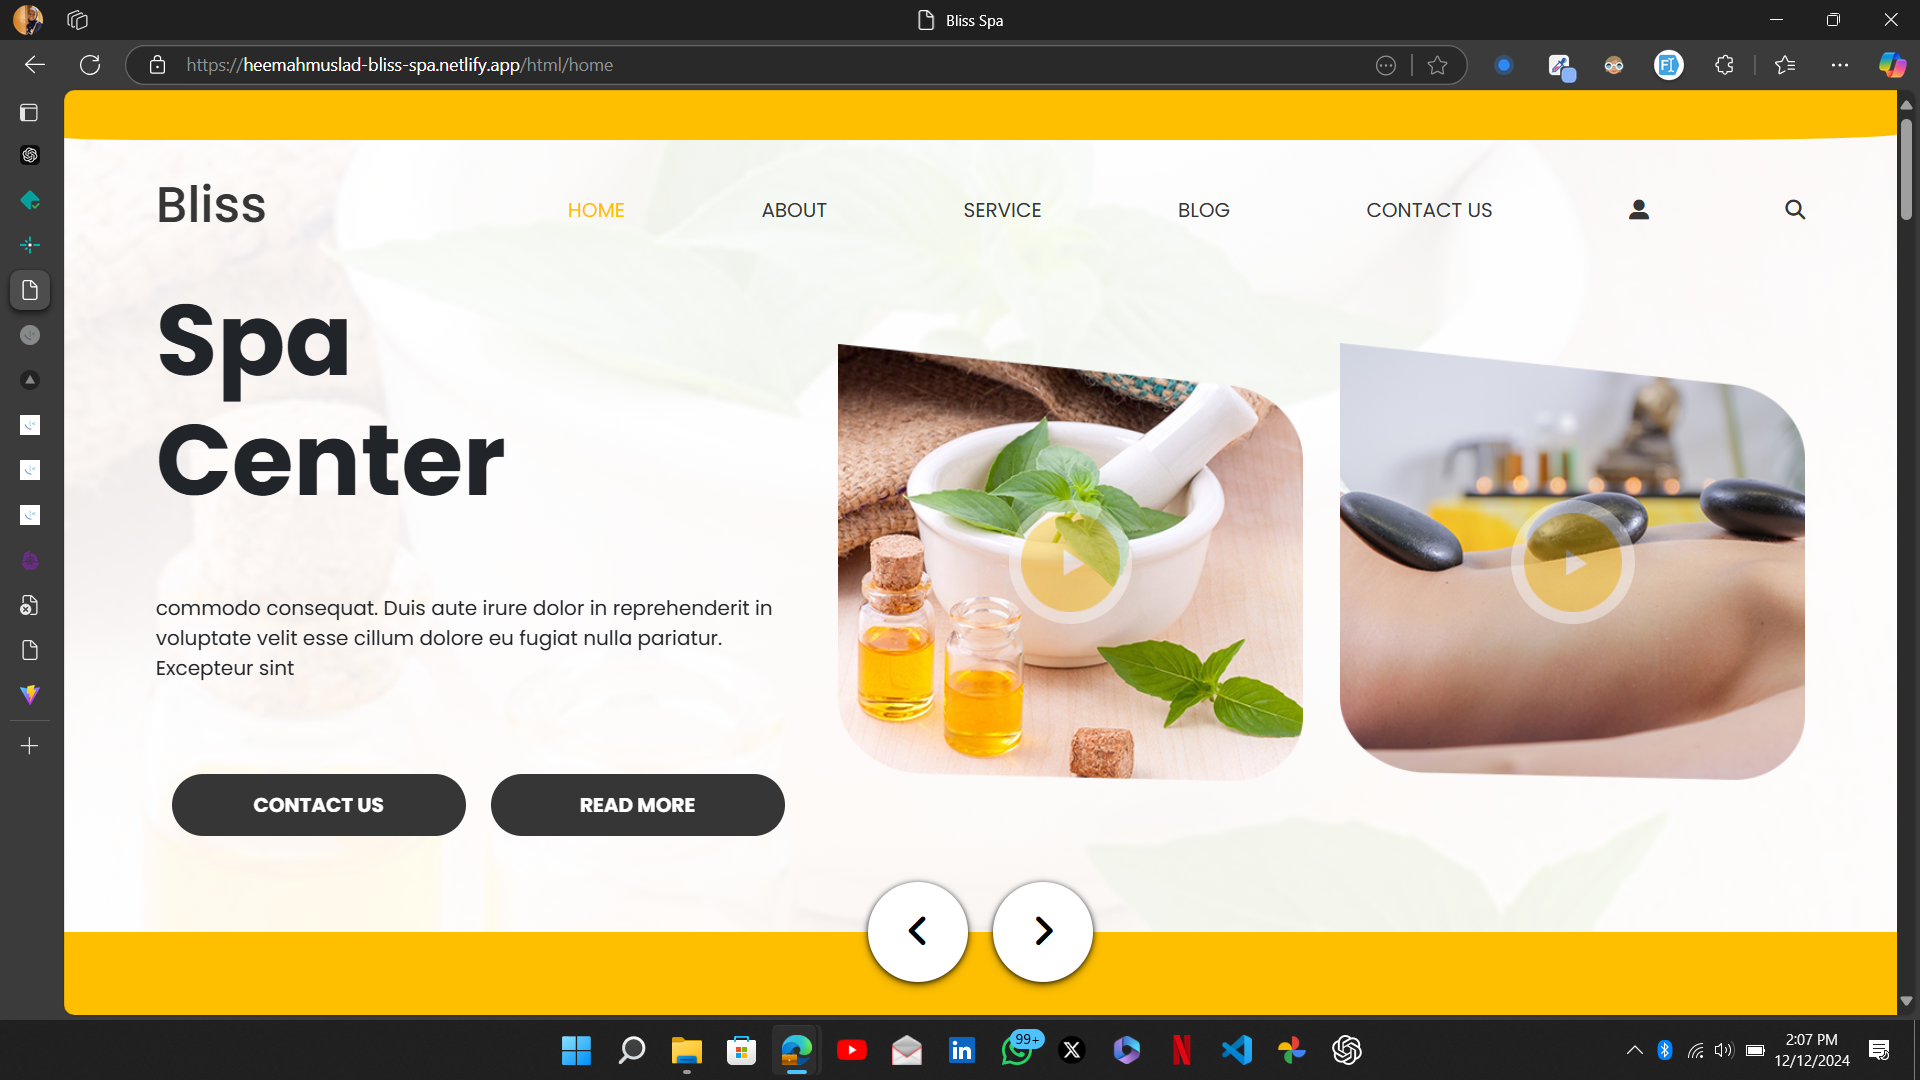 Bliss Spa
https://heemahmuslad-bliss-spa.netlify.app/html/home
Bliss
HOME
ABOUT
SERVICE
BLOG
CONTACT US
Spa
Center
commodo consequat. Duis aute irure dolor in reprehenderit in
voluptate velit esse cillum dolore eu fugiat nulla pariatur.
Excepteur sint
CONTACT US
READ MORE
99+
2:07 PM
12/12/2024